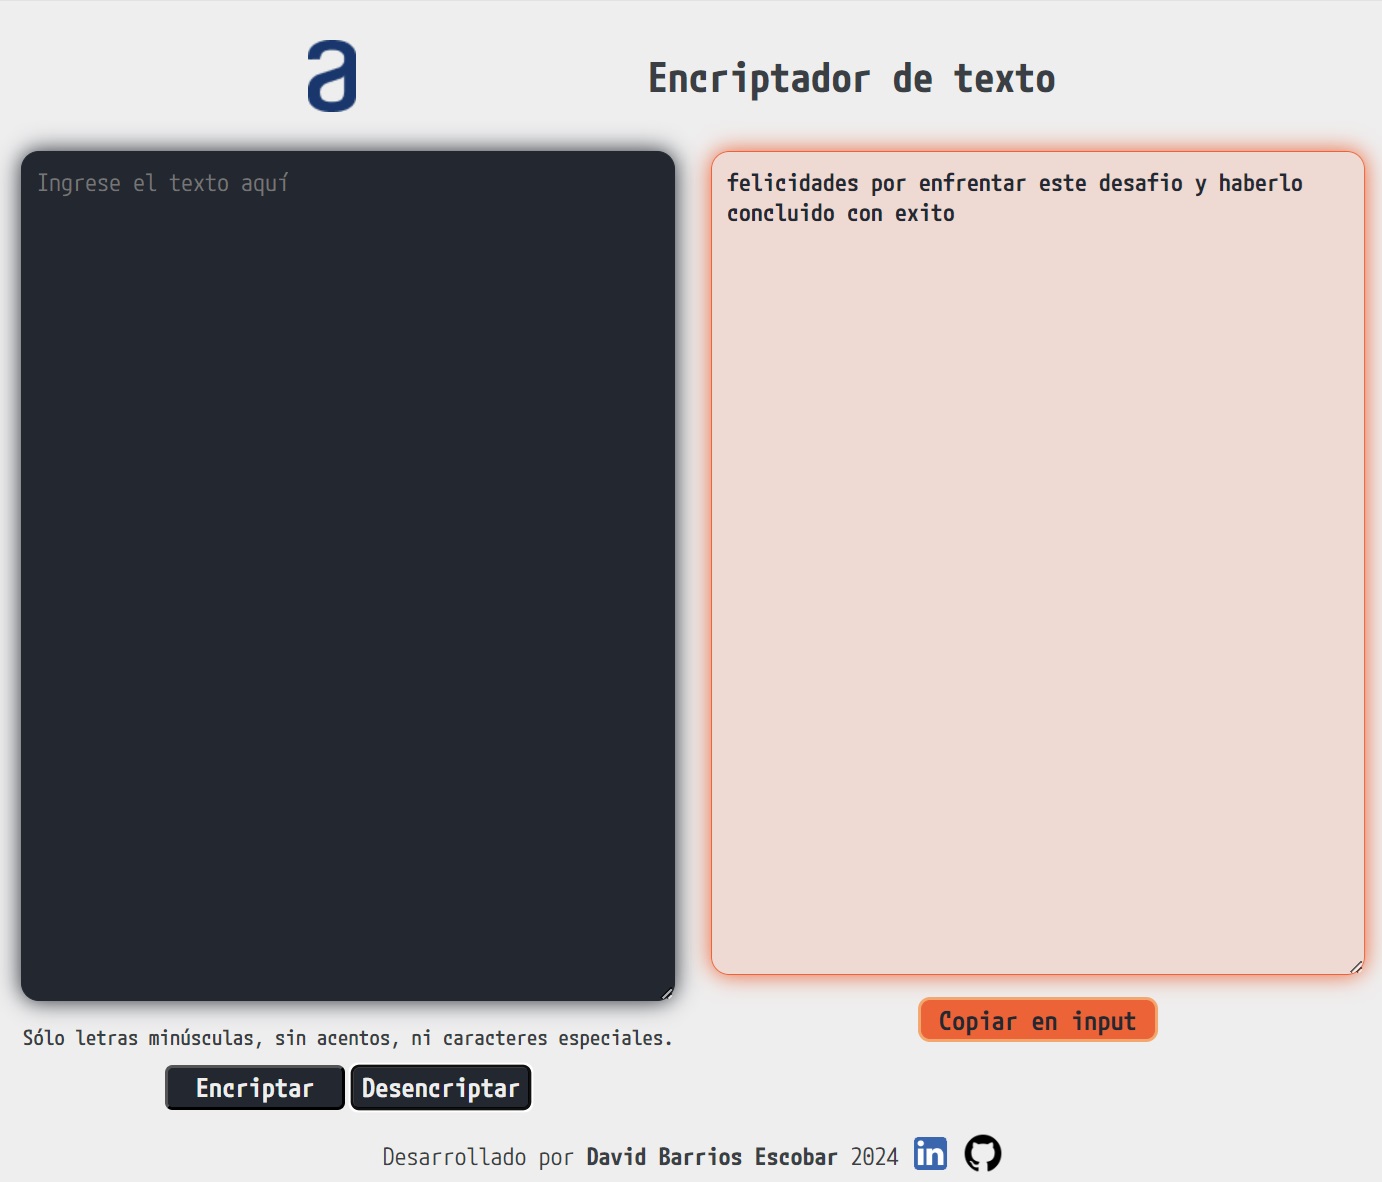 a
Encriptador de texto
Ingrese el texto aquí
felicidades por enfrentar este desafio y haberlo
concluido con exito
Sólo letras minúsculas, sin acentos, ni caracteres especiales.
Encriptar
Desencriptar
Copiar en input
Desarrollado por David Barrios Escobar 2024 in